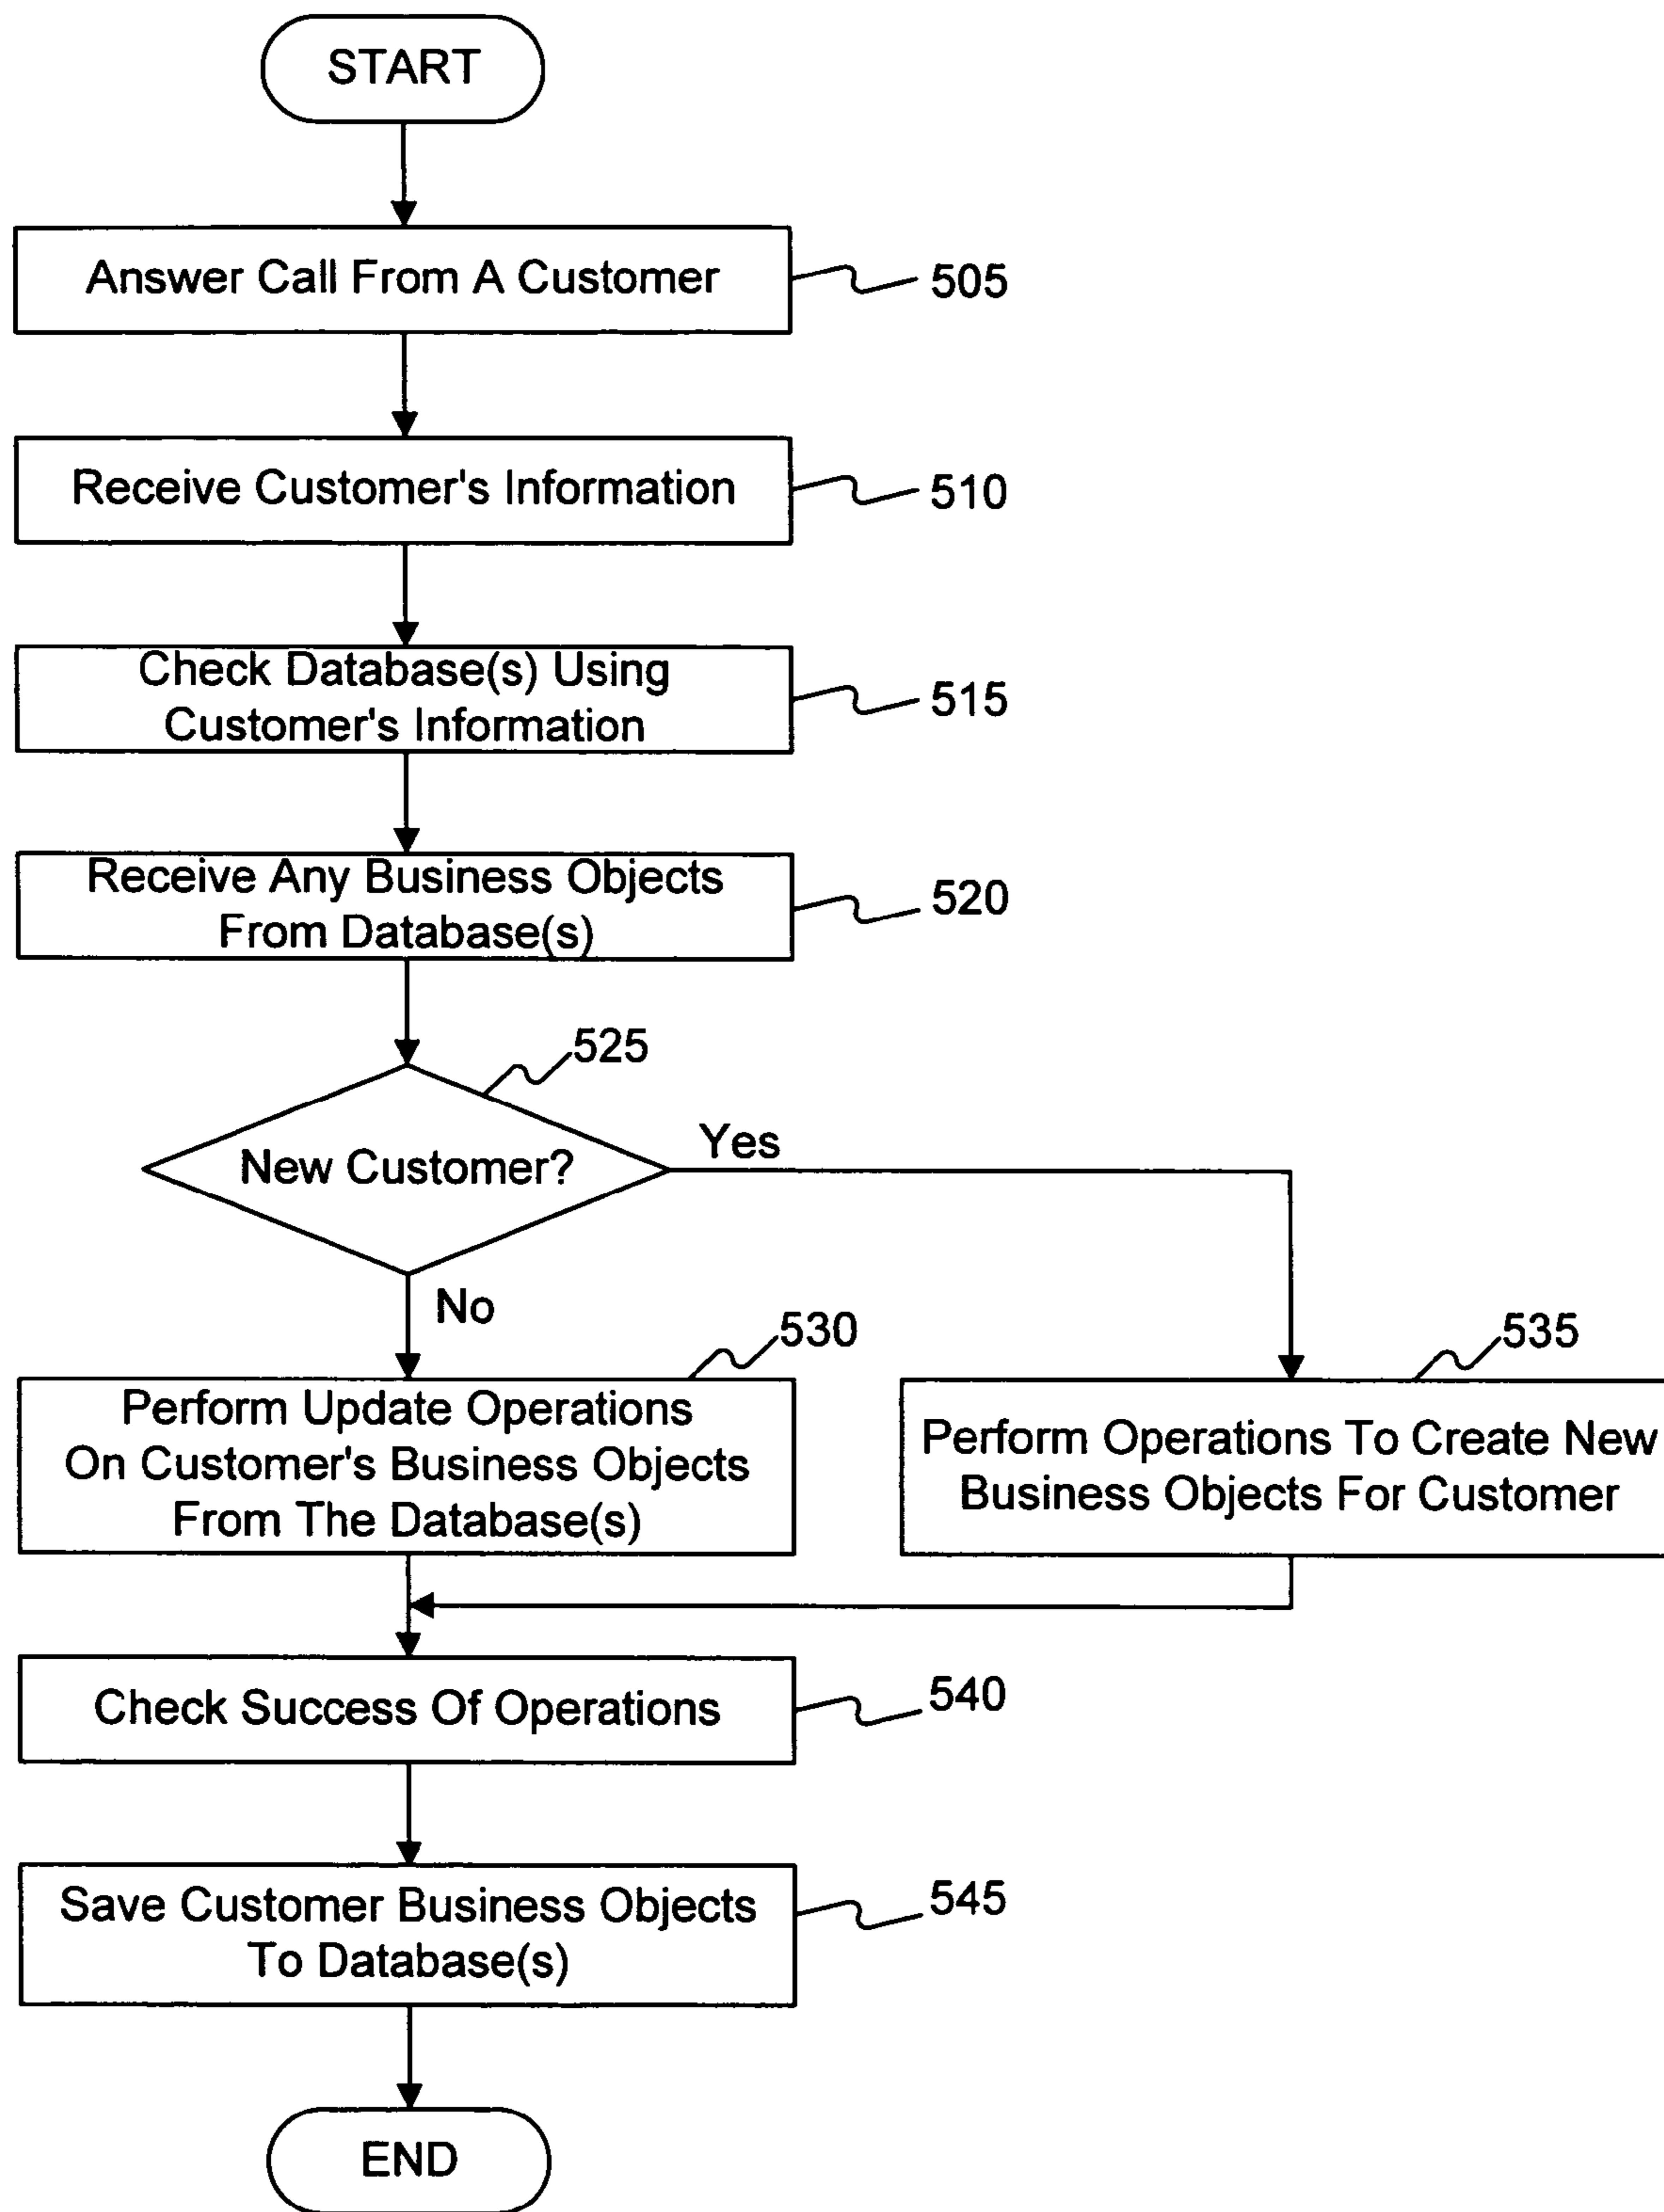 START
Answer Call From A Customer
505
Receive Customer's Information
510
Check Database(s) Using
Customer's Information
515
Receive Any Business Objects
From Database(s)
520
525
New Customer?
Yes
No
530
Perform Update Operations
On Customer's Business Objects
From The Database(s)
535
Perform Operations To Create New
Business Objects For Customer
Check Success Of Operations
540
Save Customer Business Objects
To Database(s)
545
END